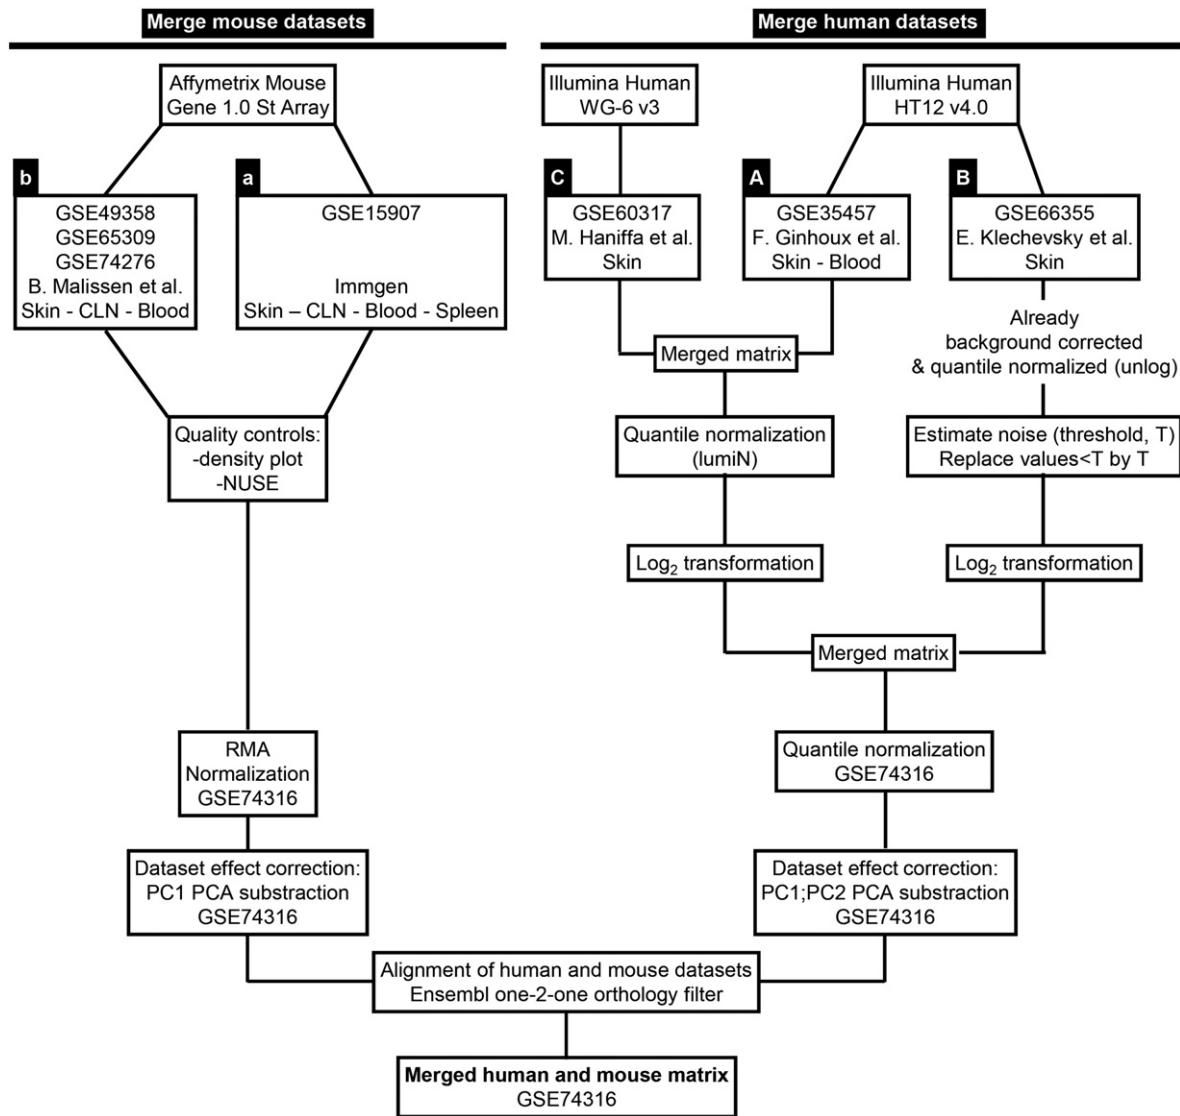 Merge mouse datasets
Affymetrix Mouse
Gene 1.0 St Array
b
GSE49358
GSE65309
GSE74276
B. Malissen et al.
Skin - CLN - Blood
a
GSE15907
Immgen
Skin – CLN - Blood - Spleen
Quality controls:
-density plot
-NUSE
RMA
Normalization
GSE74316
Dataset effect correction:
PC1 PCA substraction
GSE74316
Merge human datasets
Illumina Human
WG-6 v3
Illumina Human
HT12 v4.0
C
GSE60317
M. Haniffa et al.
Skin
A
GSE35457
F. Ginhoux et al.
Skin - Blood
B
GSE66355
E. Klechevsky et al.
Skin
Merged matrix
Already
background corrected
& quantile normalized (unlog)
Quantile normalization
(lumiN)
Estimate noise (threshold, T)
Replace values<T by T
Log₂ transformation
Log₂ transformation
Merged matrix
Quantile normalization
GSE74316
Dataset effect correction:
PC1;PC2 PCA substraction
GSE74316
Alignment of human and mouse datasets
Ensembl one-2-one orthology filter
Merged human and mouse matrix
GSE74316